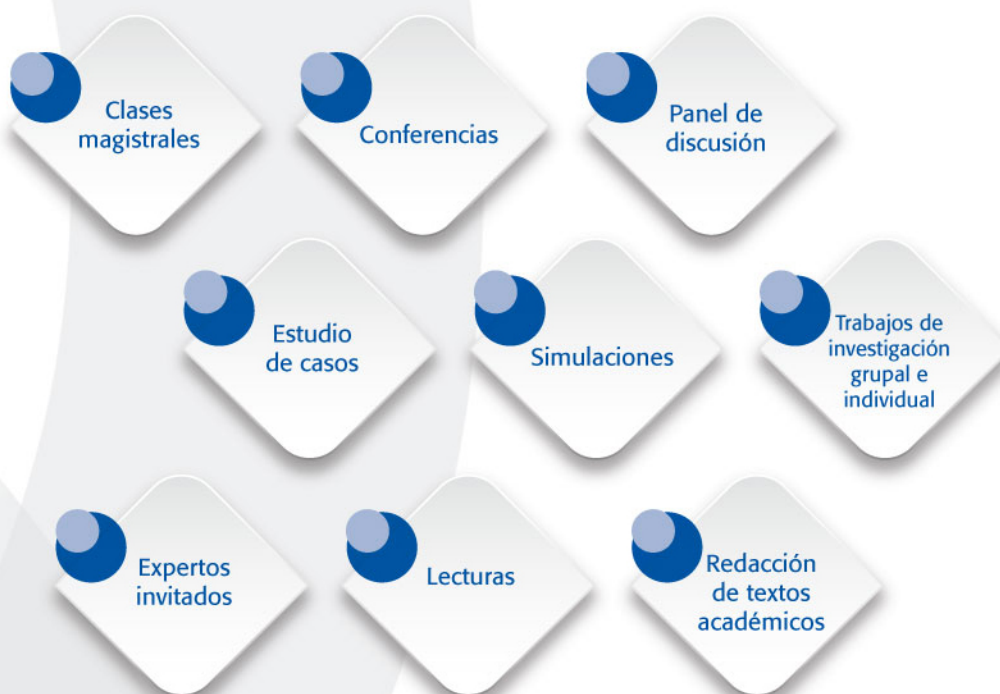 Clases
magistrales
Conferencias
Panel de
discusión
Estudio
de casos
Simulaciones
Trabajos de
investigación
grupal e
individual
Expertos
invitados
Lecturas
Redacción
de textos
académicos